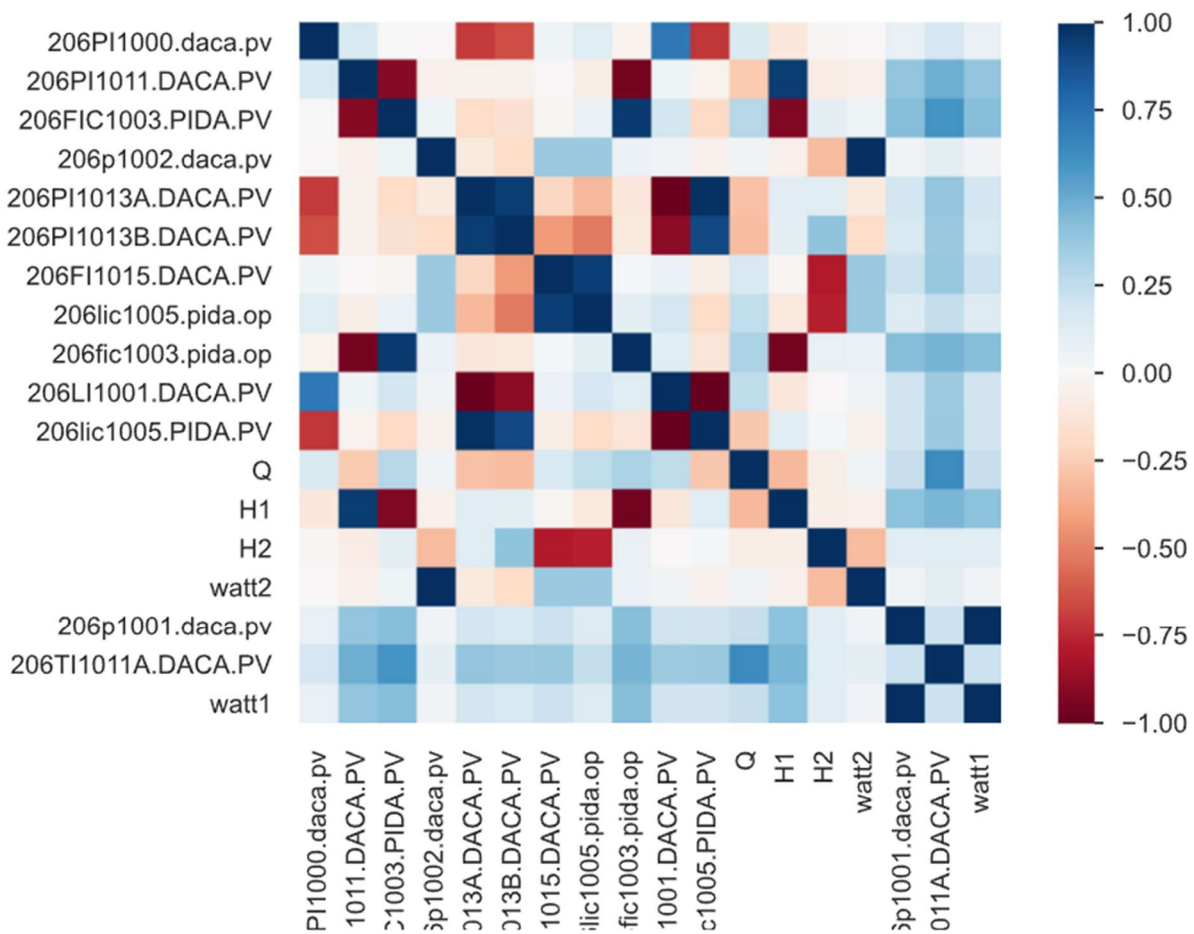 206PI1000.daca.pv
206PI1011.DACA.PV
206FIC1003.PIDA.PV
206p1002.daca.pv
206PI1013A.DACA.PV
206PI1013B.DACA.PV
206FI1015.DACA.PV
206lic1005.pida.op
206fic1003.pida.op
206LI1001.DACA.PV
206lic1005.PIDA.PV
Q
H1
H2
watt2
206p1001.daca.pv
206TI1011A.DACA.PV
watt1
1.00
0.75
0.50
0.25
0.00
−0.25
−0.50
−0.75
−1.00
PI1000.daca.pv
1011.DACA.PV
C1003.PIDA.PV
6p1002.daca.pv
013A.DACA.PV
013B.DACA.PV
1015.DACA.PV
lic1005.pida.op
fic1003.pida.op
1001.DACA.PV
c1005.PIDA.PV
Q
H1
H2
watt2
6p1001.daca.pv
011A.DACA.PV
watt1